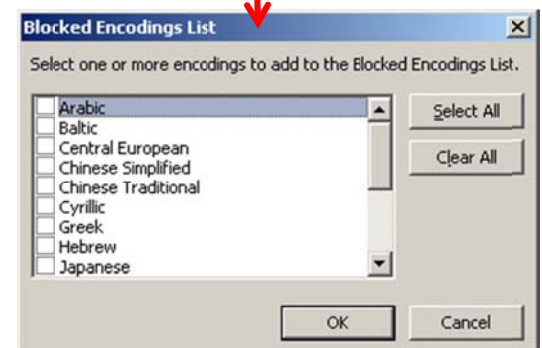 Blocked Encodings List
Select one or more encodings to add to the Blocked Encodings List.
Arabic
Baltic
Central European
Chinese Simplified
Chinese Traditional
Cyrillic
Greek
Hebrew
Japanese
Select All
Clear All
OK
Cancel